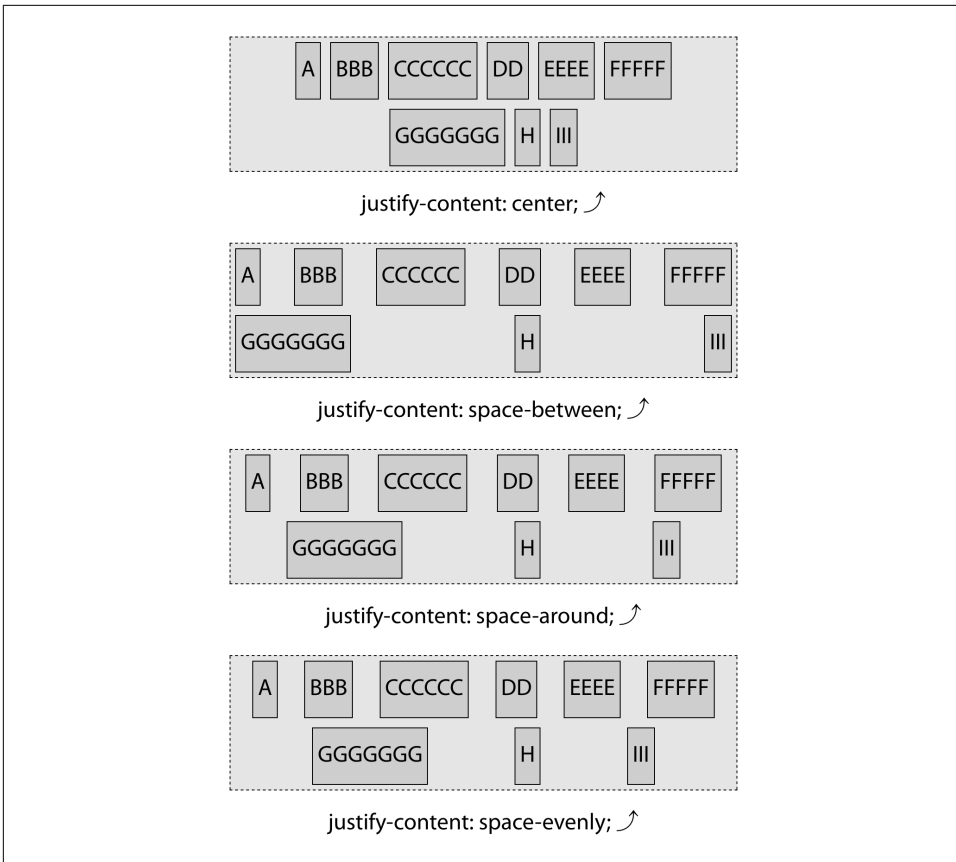 A BBB CCCCCC DD EEEE FFFFF
GGGGGGG H III
justify-content: center;
A BBB CCCCCC DD EEEE FFFFF
GGGGGGG H III
justify-content: space-between;
A BBB CCCCCC DD EEEE FFFFF
GGGGGGG H III
justify-content: space-around;
A BBB CCCCCC DD EEEE FFFFF
GGGGGGG H III
justify-content: space-evenly;